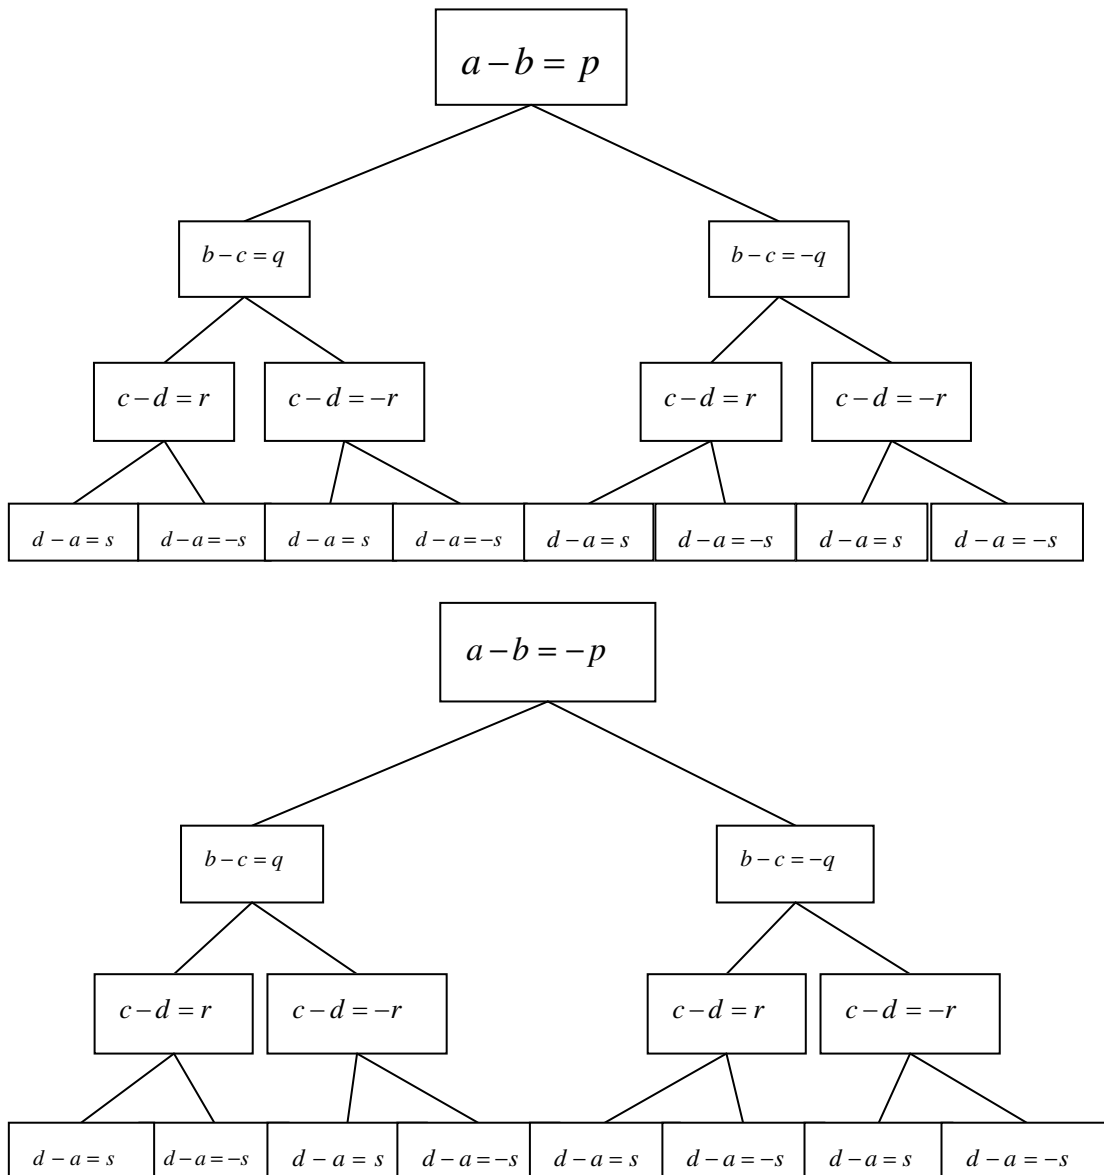 a − b = p
b − c = q b − c = −q
c − d = r c − d = −r c − d = r c − d = −r
d − a = s d − a = −s d − a = s d − a = −s d − a = s d − a = −s d − a = s d − a = −s
a − b = −p
b − c = q b − c = −q
c − d = r c − d = −r c − d = r c − d = −r
d − a = s d − a = −s d − a = s d − a = −s d − a = s d − a = −s d − a = s d − a = −s